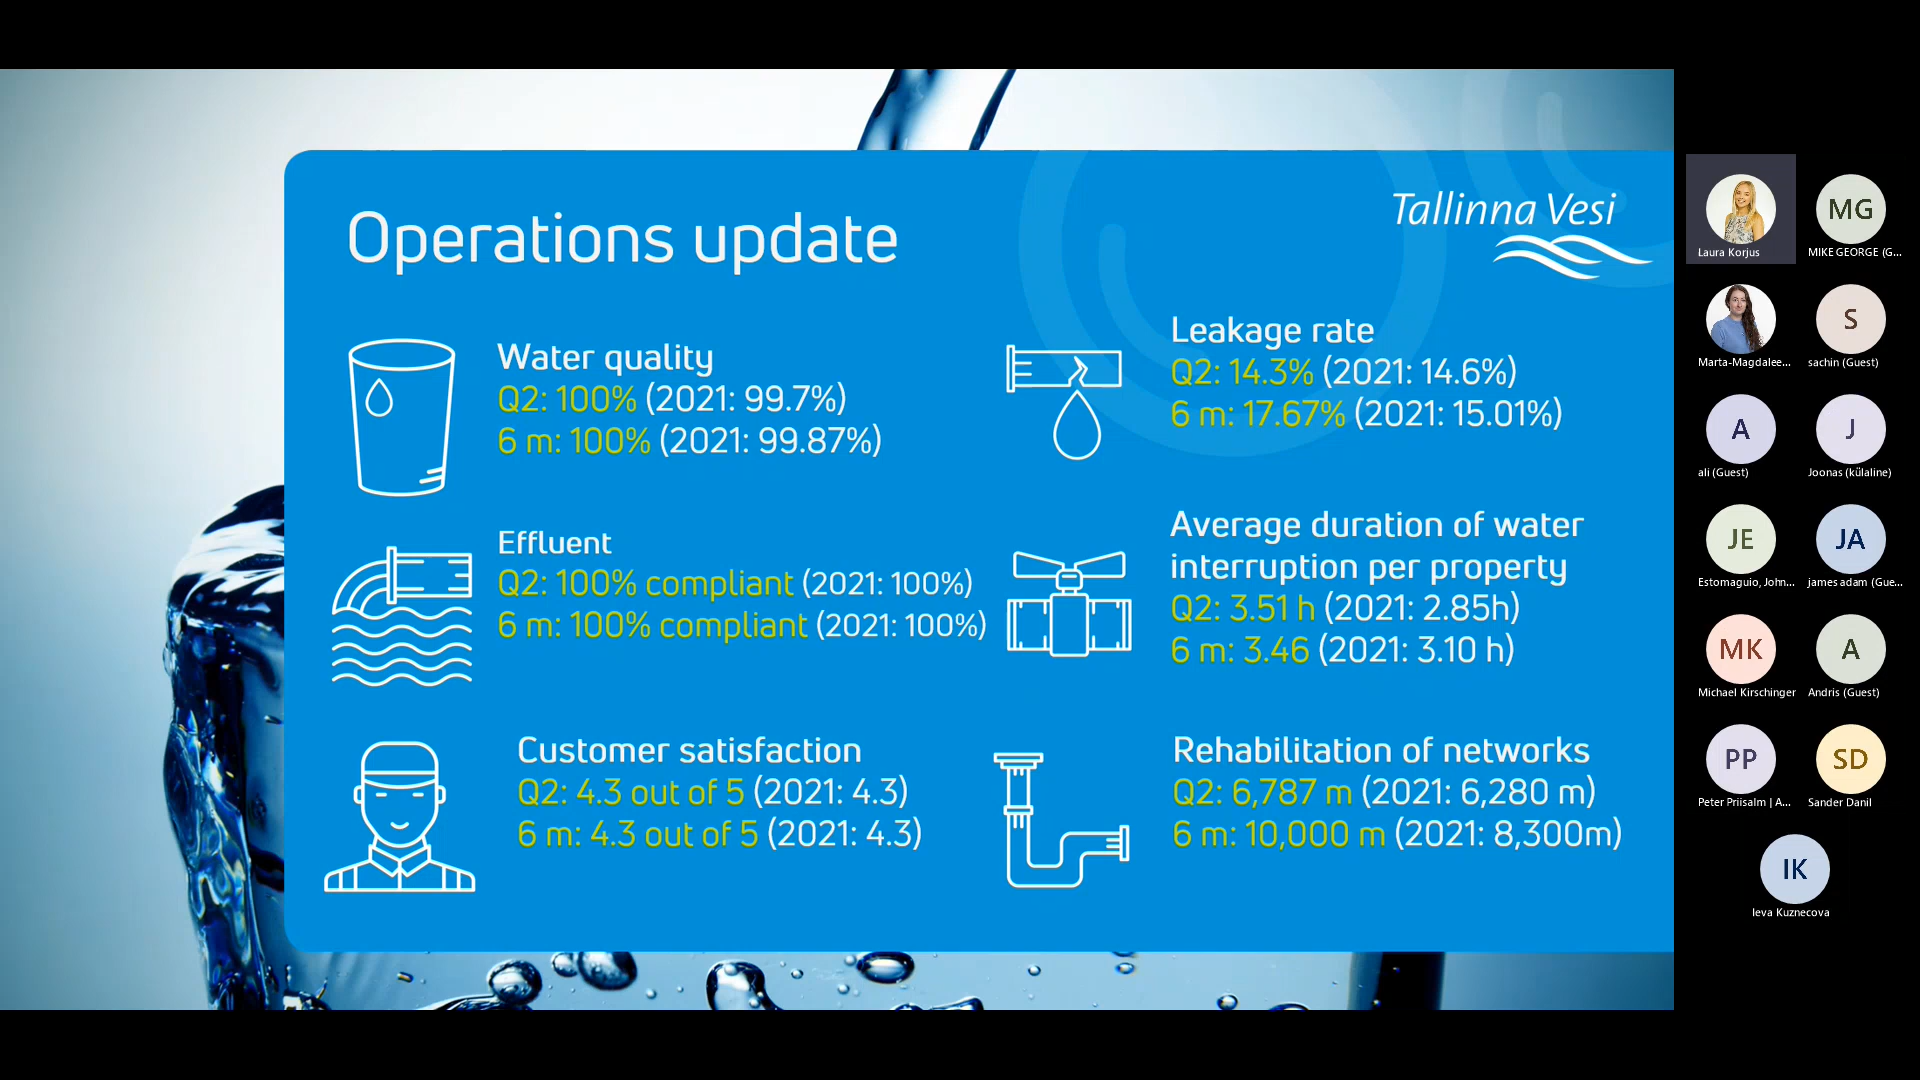 Operations update
Tallinna Vesi
Water quality
Q2: 100% (2021: 99.7%)
6 m: 100% (2021: 99.87%)
Effluent
Q2: 100% compliant (2021: 100%)
6 m: 100% compliant (2021: 100%)
Customer satisfaction
Q2: 4.3 out of 5 (2021: 4.3)
6 m: 4.3 out of 5 (2021: 4.3)
Leakage rate
Q2: 14.3% (2021: 14.6%)
6 m: 17.67% (2021: 15.01%)
Average duration of water
interruption per property
Q2: 3.51 h (2021: 2.85h)
6 m: 3.46 (2021: 3.10 h)
Rehabilitation of networks
Q2: 6,787 m (2021: 6,280 m)
6 m: 10,000 m (2021: 8,300m)
Laura Korjus
MG
MIKE GEORGE (G...
Marta-Magdalee...
S
sachin (Guest)
A
ali (Guest)
J
Joonas (külaline)
JE
Estomaguio, John...
JA
james adam (Gue...
MK
Michael Kirschinger
A
Andris (Guest)
PP
Peter Priisalm | A...
SD
Sander Danil
IK
Ieva Kuznecova